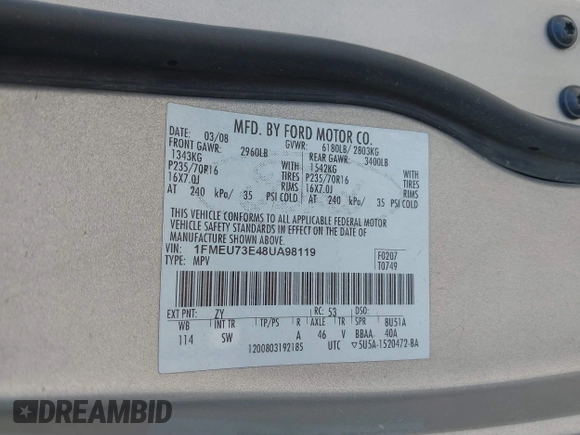 MFD. BY FORD MOTOR CO.
DATE: 03/08 GVWR: 6180LB/ 2803KG
FRONT GAWR: 2960LB REAR GAWR: 3400LB
1343KG WITH 1542KG WITH
P235/70R16 TIRES P235/70R16 TIRES
16X7.0J RIMS 16X7.0J RIMS
AT 240 kPa/ 35 PSI COLD AT 240 kPa/ 35 PSI COLD
THIS VEHICLE CONFORMS TO ALL APPLICABLE FEDERAL MOTOR
VEHICLE SAFETY STANDARDS IN EFFECT ON THE DATE OF
MANUFACTURE SHOWN ABOVE.
VIN: 1FMEU73E48UA98119 F0207
TYPE: MPV T0749
EXT PNT: ZY RC: 53 DSO:
WB INT TR TP/PS R AXLE TR SPR 8U51A
114 SW A 46 V BBAA 40A
1200803192185 UTC ▽5U5A-1520472-BA
DREAMBID